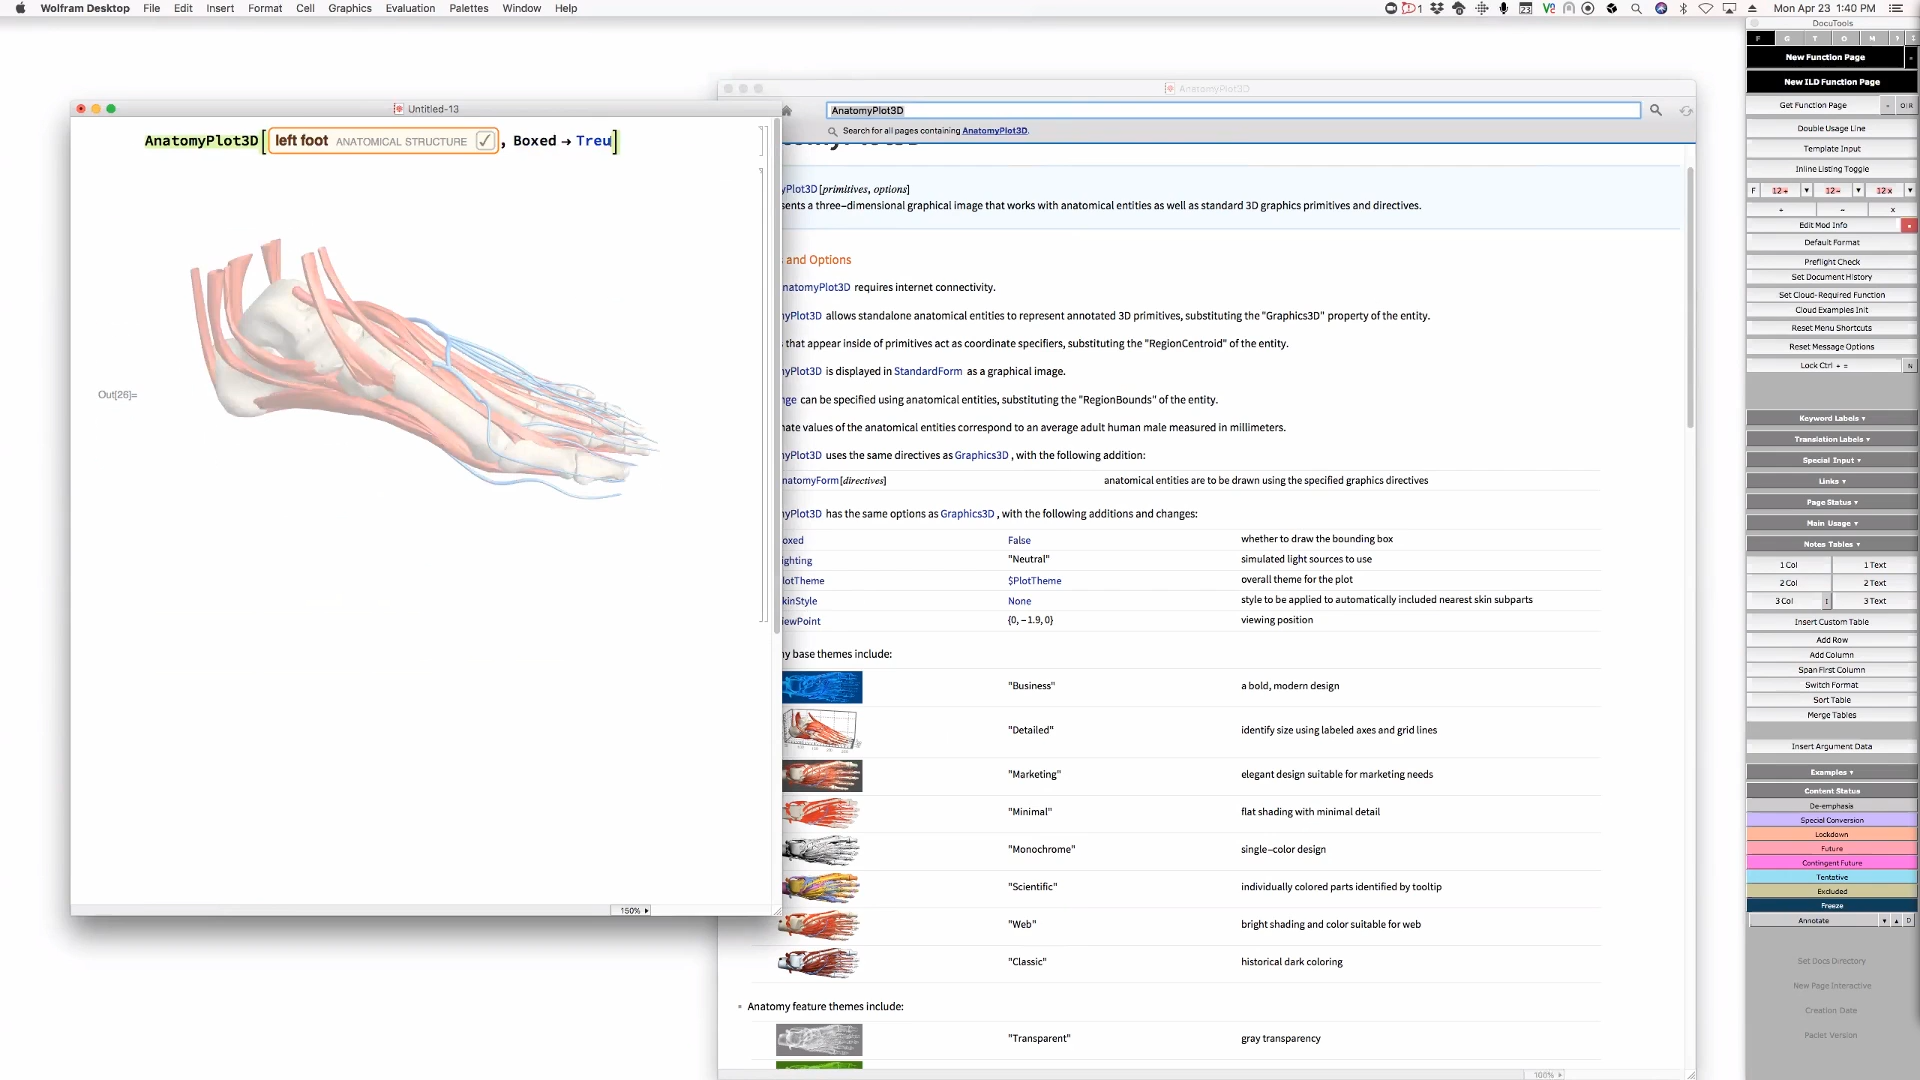 Wolfram Desktop File Edit Insert Format Cell Graphics Evaluation Palettes Window Help
1 23 Mon Apr 23 1:40 PM
Untitled-13
AnatomyPlot3D[ left foot ANATOMICAL STRUCTURE , Boxed → Treu]
Out[26]=
150%
AnatomyPlot3D
AnatomyPlot3D
Search for all pages containing AnatomyPlot3D.
yPlot3D[primitives, options]
sents a three-dimensional graphical image that works with anatomical entities as well as standard 3D graphics primitives and directives.
and Options
natomyPlot3D requires internet connectivity.
yPlot3D allows standalone anatomical entities to represent annotated 3D primitives, substituting the "Graphics3D" property of the entity.
that appear inside of primitives act as coordinate specifiers, substituting the "RegionCentroid" of the entity.
yPlot3D is displayed in StandardForm as a graphical image.
nge can be specified using anatomical entities, substituting the "RegionBounds" of the entity.
nate values of the anatomical entities correspond to an average adult human male measured in millimeters.
yPlot3D uses the same directives as Graphics3D, with the following addition:
natomyForm[directives] anatomical entities are to be drawn using the specified graphics directives
yPlot3D has the same options as Graphics3D, with the following additions and changes:
oxed False whether to draw the bounding box
ighting "Neutral" simulated light sources to use
lotTheme $PlotTheme overall theme for the plot
kinStyle None style to be applied to automatically included nearest skin subparts
iewPoint {0, -1.9, 0} viewing position
y base themes include:
"Business" a bold, modern design
"Detailed" identify size using labeled axes and grid lines
"Marketing" elegant design suitable for marketing needs
"Minimal" flat shading with minimal detail
"Monochrome" single-color design
"Scientific" individually colored parts identified by tooltip
"Web" bright shading and color suitable for web
"Classic" historical dark coloring
Anatomy feature themes include:
"Transparent" gray transparency
100%
DocuTools
F G T O M ?
New Function Page
New ILD Function Page
Get Function Page - O|R
Double Usage Line
Template Input
Inline Listing Toggle
F 12+ 12- 12x
+ - x
Edit Mod Info
Default Format
Preflight Check
Set Document History
Set Cloud-Required Function
Cloud Examples Init
Reset Menu Shortcuts
Reset Message Options
Lock Ctrl + = N
Keyword Labels
Translation Labels
Special Input
Links
Page Status
Main Usage
Notes Tables
1 Col 1 Text
2 Col 2 Text
3 Col 3 Text
Insert Custom Table
Add Row
Add Column
Span First Column
Switch Format
Sort Table
Merge Tables
Insert Argument Data
Examples
Content Status
De-emphasis
Special Conversion
Lockdown
Future
Contingent Future
Tentative
Excluded
Freeze
Annotate D
Set Docs Directory
New Page Interactive
Creation Date
Paclet Version